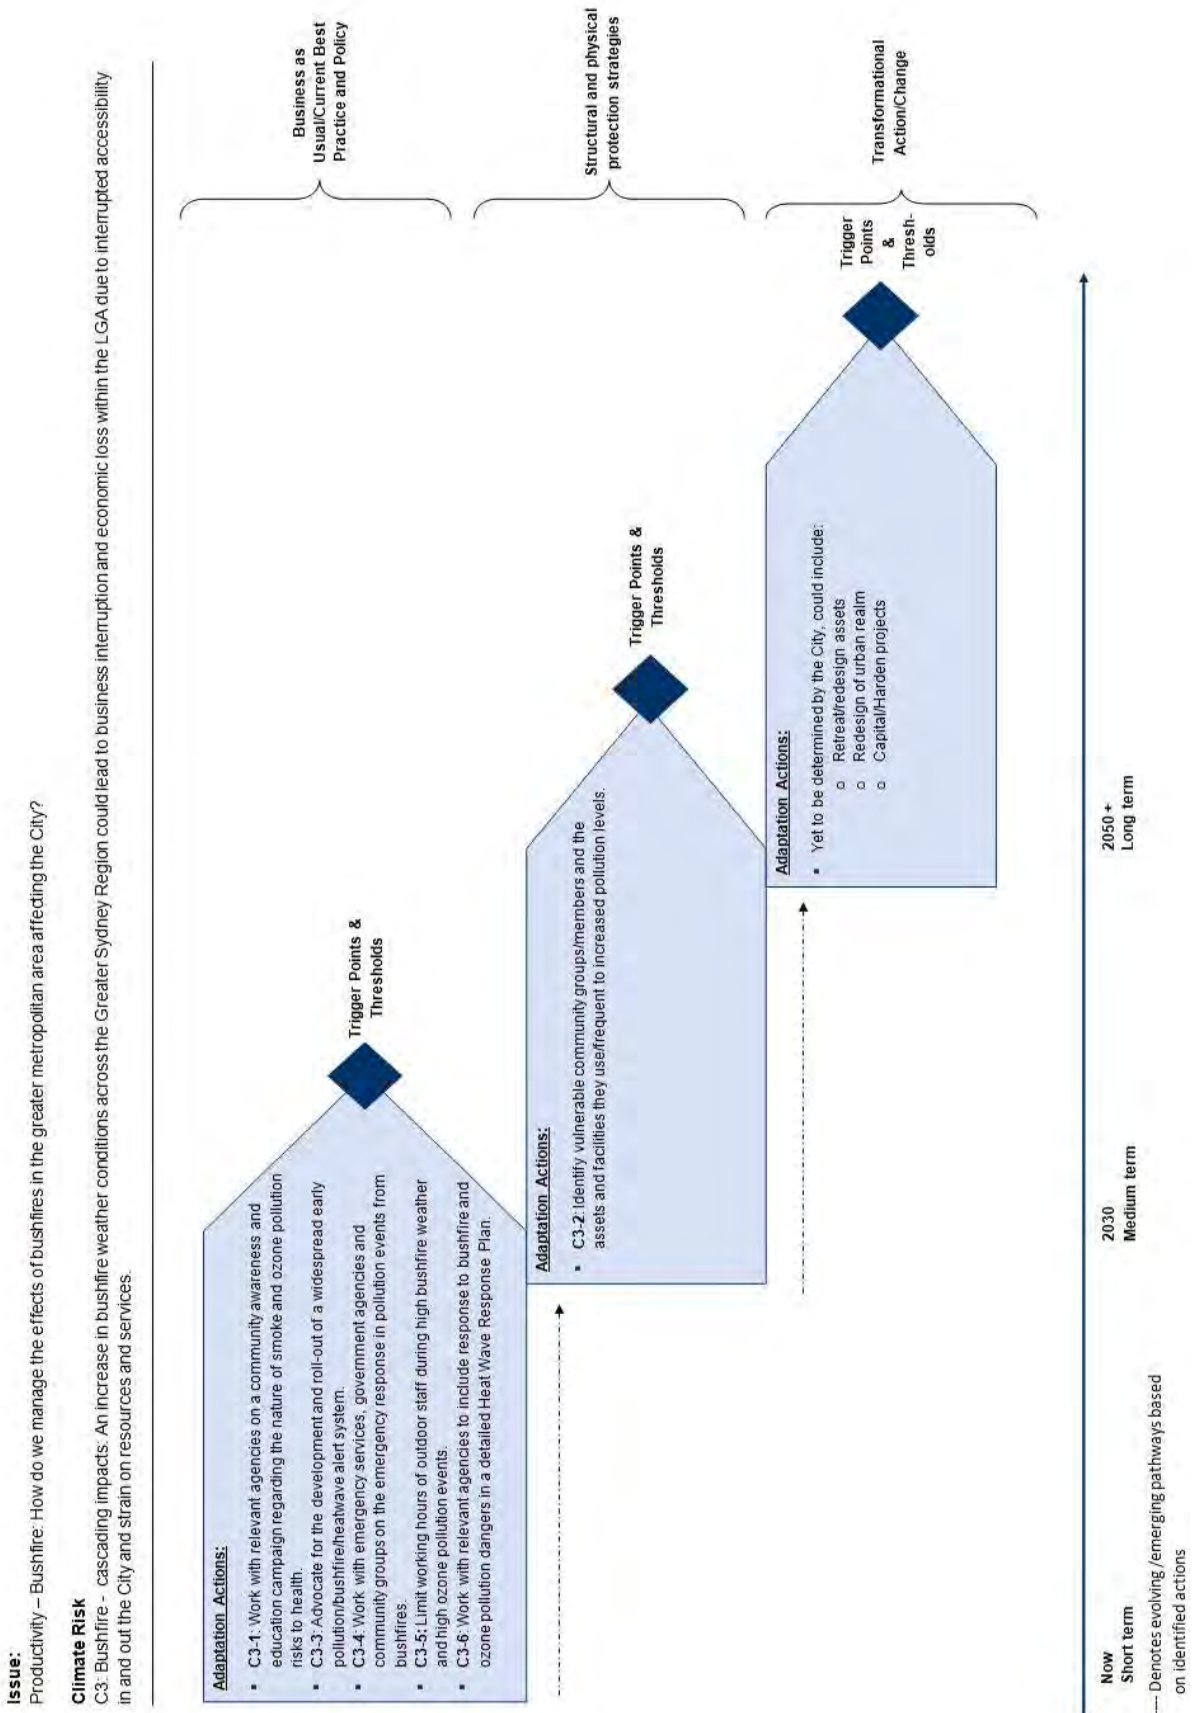 Issue:
Productivity – Bushfire: How do we manage the effects of bushfires in the greater metropolitan area affecting the City?
Climate Risk
C3: Bushfire - cascading impacts: An increase in bushfire weather conditions across the Greater Sydney Region could lead to business interruption and economic loss within the LGA due to interrupted accessibility
in and out the City and strain on resources and services.
Business as
Usual/Current Best
Practice and Policy
Adaptation Actions:
▪ C3-1: Work with relevant agencies on a community awareness and
education campaign regarding the nature of smoke and ozone pollution
risks to health.
▪ C3-3: Advocate for the development and roll-out of a widespread early
pollution/bushfire/heatwave alert system.
▪ C3-4: Work with emergency services, government agencies and
community groups on the emergency response in pollution events from
bushfires.
▪ C3-5: Limit working hours of outdoor staff during high bushfire weather
and high ozone pollution events.
▪ C3-6: Work with relevant agencies to include response to bushfire and
ozone pollution dangers in a detailed Heat Wave Response Plan.
Trigger Points &
Thresholds
Structural and physical
protection strategies
Adaptation Actions:
▪ C3-2: Identify vulnerable community groups/members and the
assets and facilities they use/frequent to increased pollution levels.
Trigger Points &
Thresholds
Transformational
Action/Change
Adaptation Actions:
▪ Yet to be determined by the City, could include:
o Retreat/redesign assets
o Redesign of urban realm
o Capital/Harden projects
Trigger
Points
&
Thresh-
olds
Now
Short term
2030
Medium term
2050 +
Long term
---- Denotes evolving /emerging pathways based
on identified actions